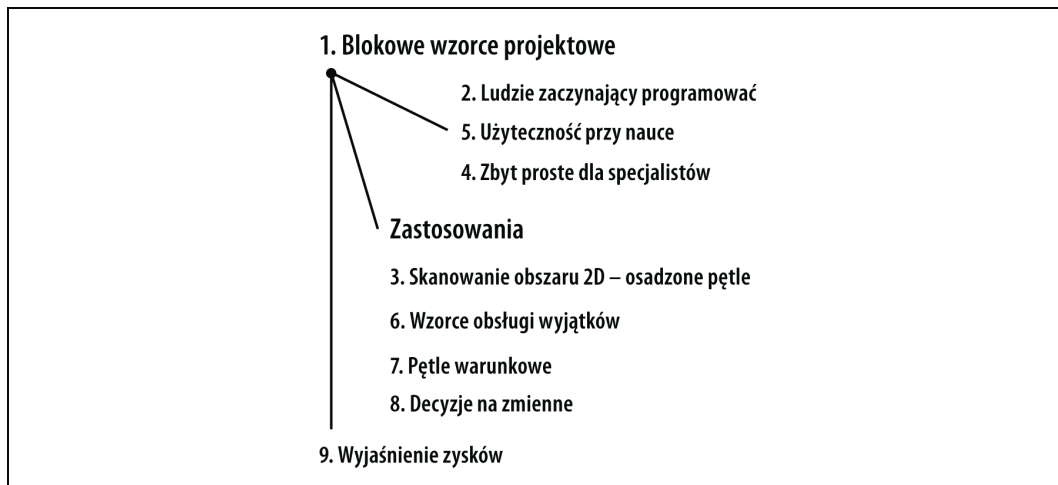 1. Blokowe wzorce projektowe
2. Ludzie zaczynający programować
5. Użyteczność przy nauce
4. Zbyt proste dla specjalistów
Zastosowania
3. Skanowanie obszaru 2D – osadzone pętle
6. Wzorce obsługi wyjątków
7. Pętle warunkowe
8. Decyzje na zmienne
9. Wyjaśnienie zysków